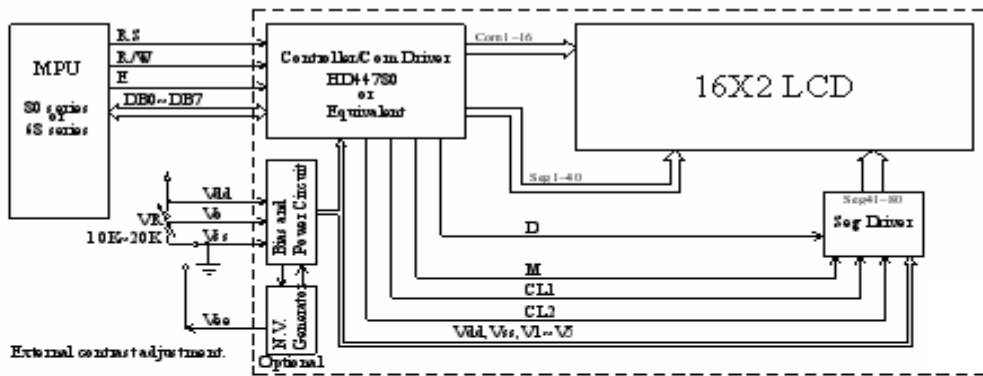 MPU
80 series
or
68 series
RS
R/W
E
DB0~DB7
Controller/Com Driver
HD44780
or
Equivalent
Com1~16
16X2 LCD
Seg1~40
Seg41~80
Seg Driver
Vdd
Vo
Vss
VR
10K~20K
Bias and
Power Circuit
D
M
CL1
CL2
Vdd, Vss, V1~V5
Vee
N.V.
Generator
Optional
External contrast adjustment.